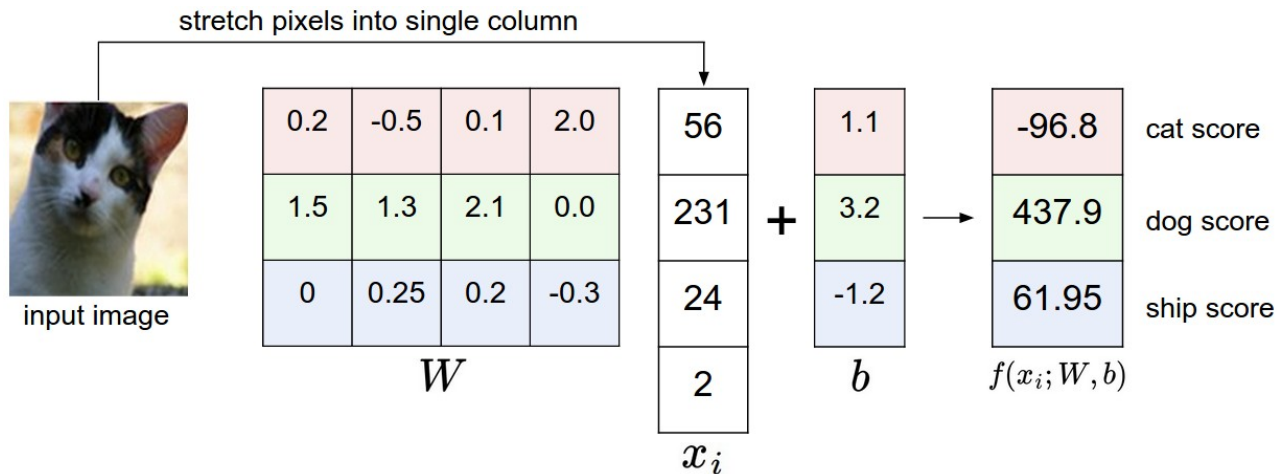 stretch pixels into single column
input image
0.2 -0.5 0.1 2.0
1.5 1.3 2.1 0.0
0 0.25 0.2 -0.3
W
56
231
24
2
x_i
+
1.1
3.2
-1.2
b
-96.8 cat score
437.9 dog score
61.95 ship score
f(x_i; W, b)